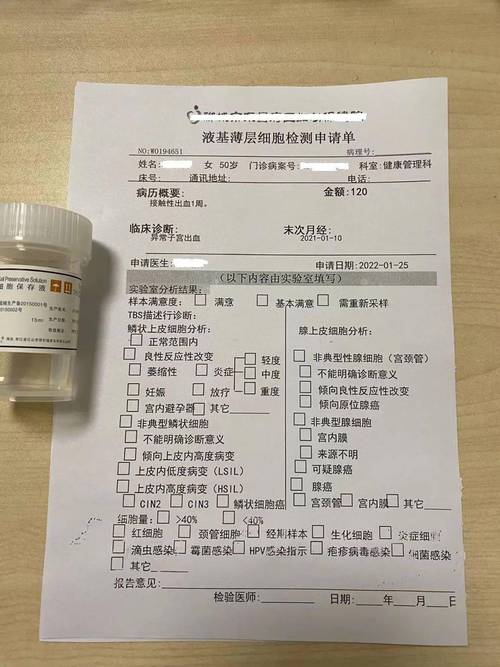 液基薄层细胞检测申请单
NO:W0194651 病理号:
姓名: 女 50岁 门诊病案号: 科室:健康管理科
床号: 通讯地址: 电话:
病历概要: 金额:120
接触性出血1周。
临床诊断: 末次月经:
异常子宫出血 2021-01-10
申请医生: 申请日期:2022-01-25
(以下内容由实验室填写)
实验室分析结果:
样本满意度: 满意 基本满意 需重新采样
TBS描述行诊断:
鳞状上皮细胞分析: 腺上皮细胞分析:
正常范围内
良性反应性改变 轻度 非典型性腺细胞(宫颈管)
萎缩性 炎症 中度 不能明确诊断意义
妊娠 放疗 重度 倾向良性反应性改变
宫内避孕器 其它 倾向原位腺癌
非典型鳞状细胞 非典型腺细胞
不能明确诊断意义 宫内膜
倾向上皮内高度病变 来源不明
上皮内低度病变(LSIL) 可疑腺癌
上皮内高度病变(HSIL) 腺癌
CIN2 CIN3 鳞状细胞癌 宫颈管 宫内膜 其它
细胞量: >40% <40%
红细胞 颈管细胞 经期样本 生化细胞 炎症细胞
滴虫感染 霉菌感染 HPV感染指示 疱疹病毒感染 细菌感染
其它
报告意见:
检验医师: 日期: 年 月 日
Preservative Solution
细胞保存液
15ml